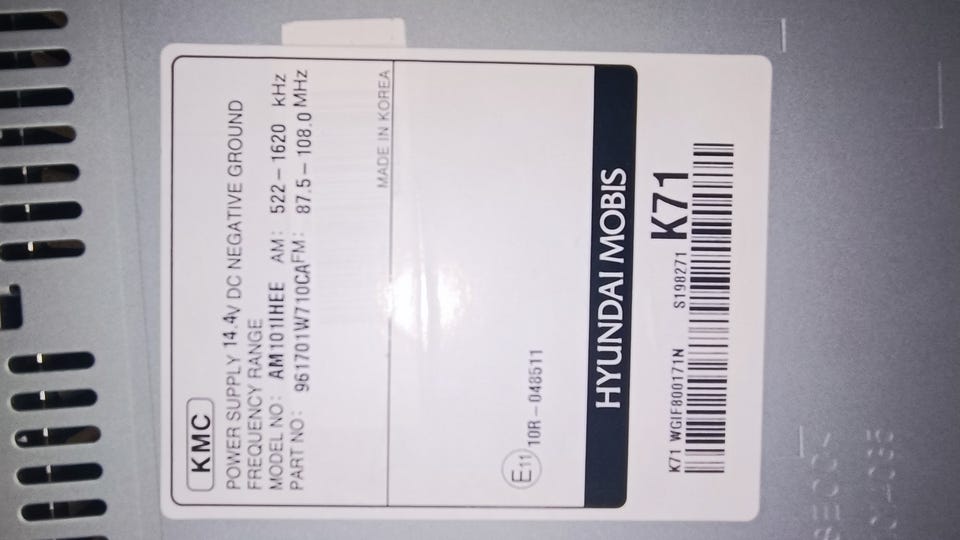 KMC
POWER SUPPLY 14.4V DC NEGATIVE GROUND
FREQUENCY RANGE
MODEL NO: AM101IHEE AM: 522-1620 KHz
PART NO: 961701W710CA FM: 87.5-108.0 MHz
MADE IN KOREA
E11 10R-048511
HYUNDAI MOBIS
K71 WGIF800171N S198271 K71